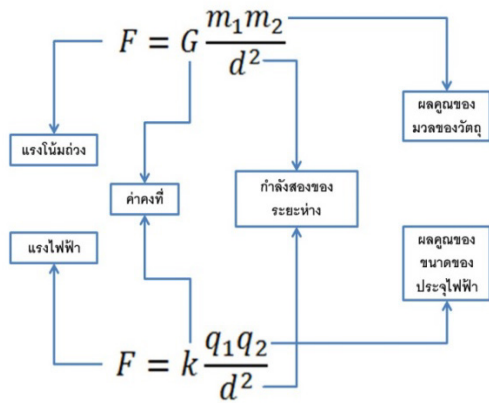 F = G m₁m₂ / d²
แรงโน้มถ่วง
ค่าคงที่
กำลังสองของ
ระยะห่าง
ผลคูณของ
มวลของวัตถุ
แรงไฟฟ้า
ผลคูณของ
ขนาดของ
ประจุไฟฟ้า
F = k q₁q₂ / d²